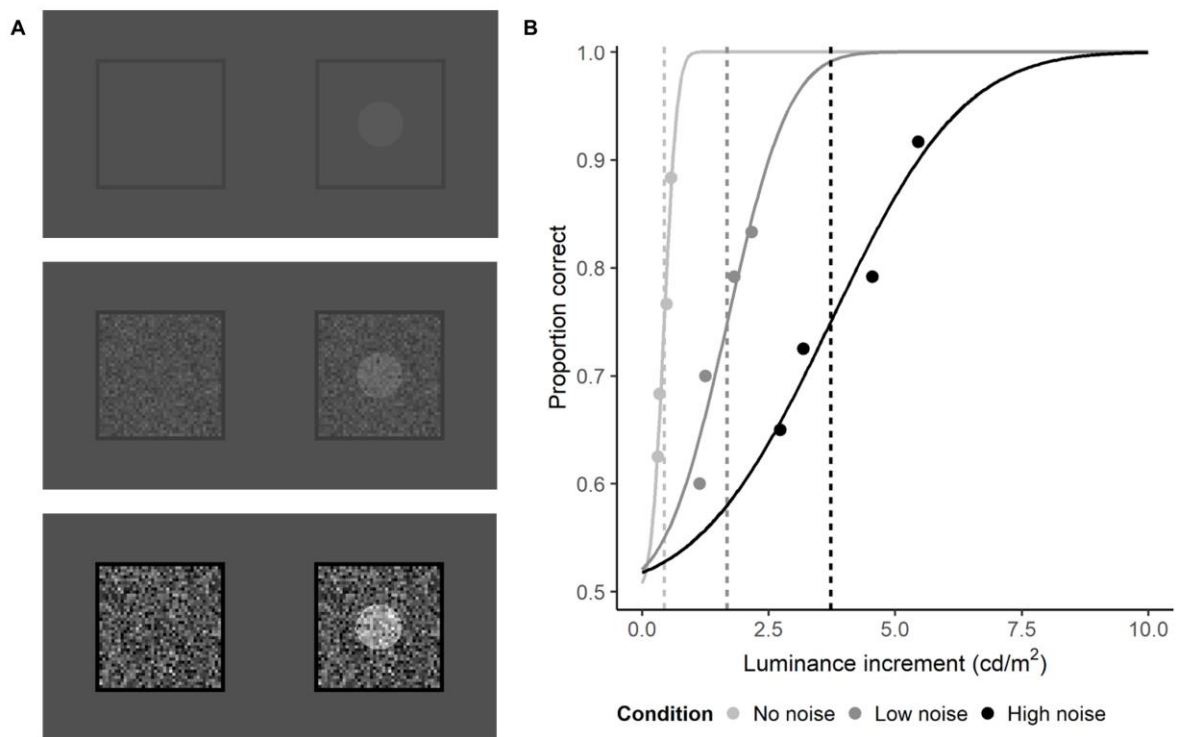 A
B
Proportion correct
1.0
0.9
0.8
0.7
0.6
0.5
0.0 2.5 5.0 7.5 10.0
Luminance increment (cd/m²)
Condition No noise Low noise High noise